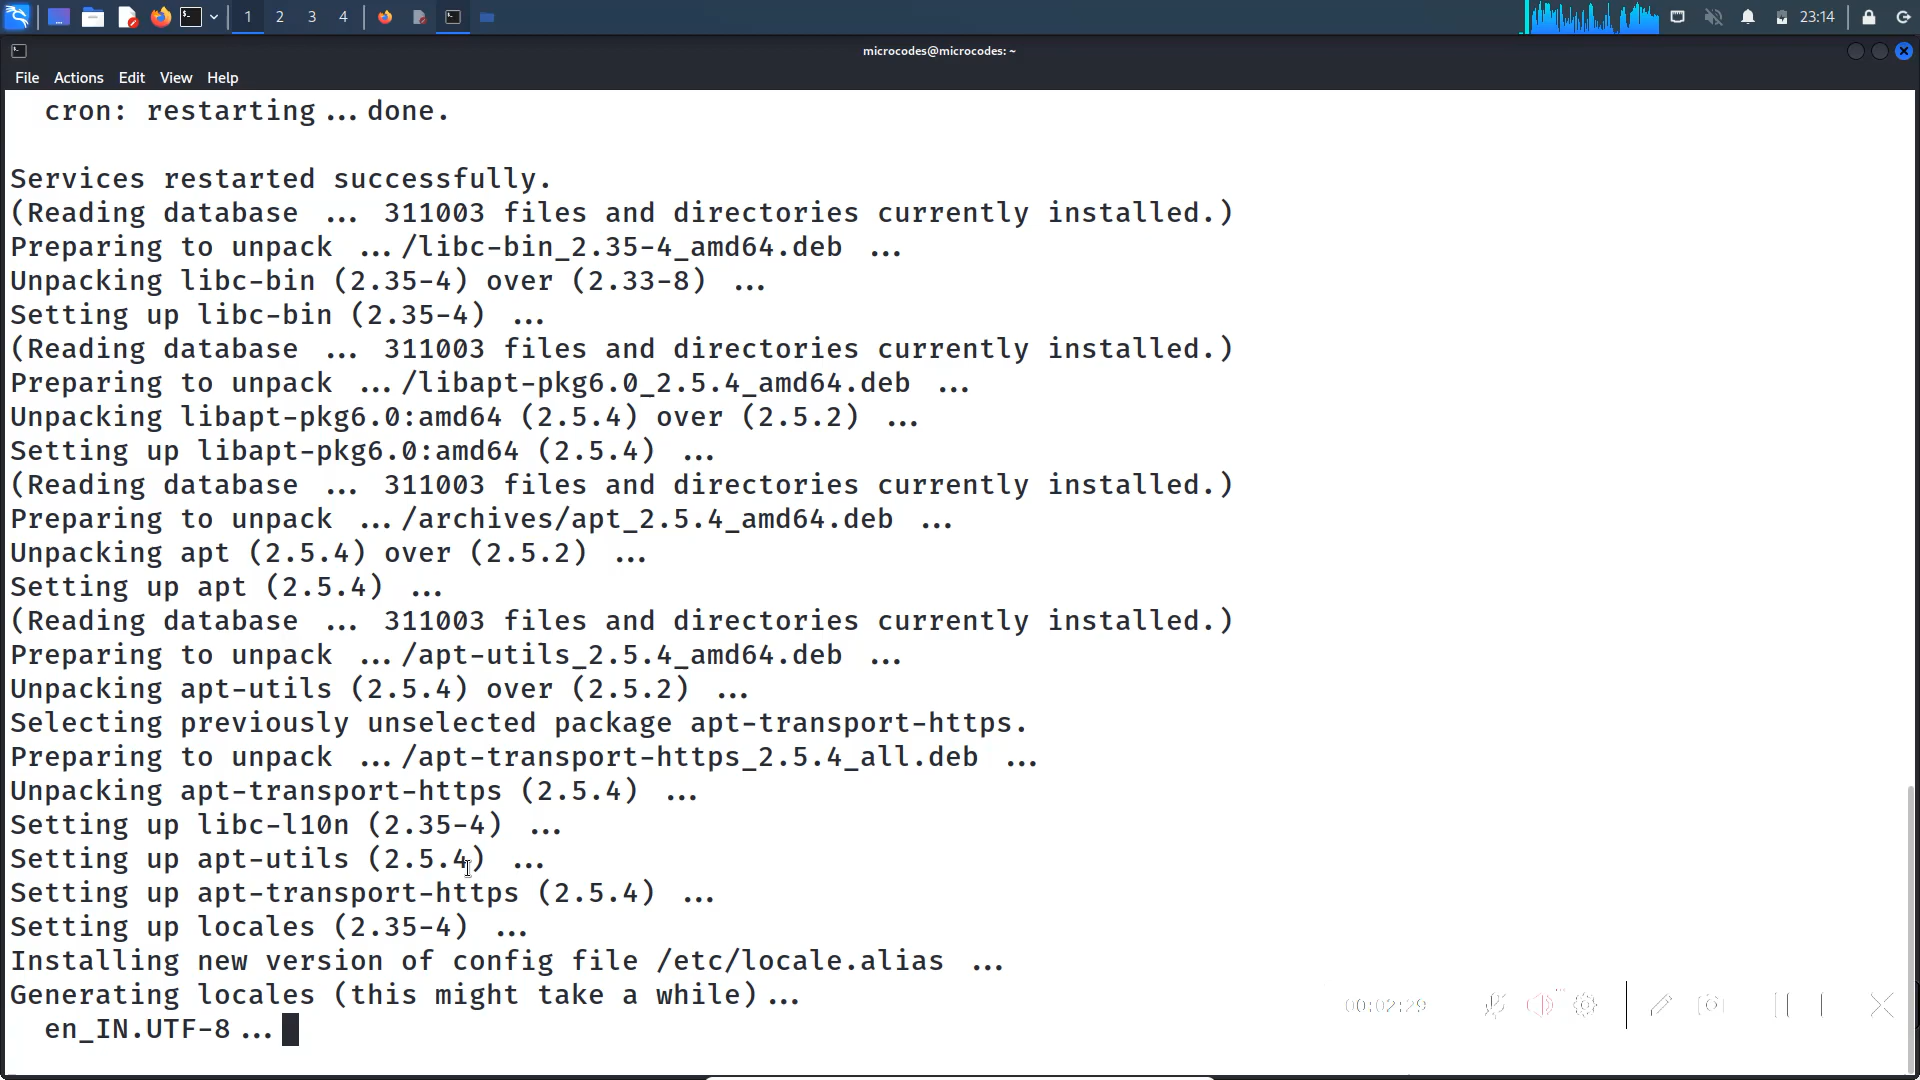 1 2 3 4 23:14
microcodes@microcodes: ~
File Actions Edit View Help
cron: restarting ... done.
Services restarted successfully.
(Reading database ... 311003 files and directories currently installed.)
Preparing to unpack .../libc-bin_2.35-4_amd64.deb ...
Unpacking libc-bin (2.35-4) over (2.33-8) ...
Setting up libc-bin (2.35-4) ...
(Reading database ... 311003 files and directories currently installed.)
Preparing to unpack .../libapt-pkg6.0_2.5.4_amd64.deb ...
Unpacking libapt-pkg6.0:amd64 (2.5.4) over (2.5.2) ...
Setting up libapt-pkg6.0:amd64 (2.5.4) ...
(Reading database ... 311003 files and directories currently installed.)
Preparing to unpack .../archives/apt_2.5.4_amd64.deb ...
Unpacking apt (2.5.4) over (2.5.2) ...
Setting up apt (2.5.4) ...
(Reading database ... 311003 files and directories currently installed.)
Preparing to unpack .../apt-utils_2.5.4_amd64.deb ...
Unpacking apt-utils (2.5.4) over (2.5.2) ...
Selecting previously unselected package apt-transport-https.
Preparing to unpack .../apt-transport-https_2.5.4_all.deb ...
Unpacking apt-transport-https (2.5.4) ...
Setting up libc-l10n (2.35-4) ...
Setting up apt-utils (2.5.4) ...
Setting up apt-transport-https (2.5.4) ...
Setting up locales (2.35-4) ...
Installing new version of config file /etc/locale.alias ...
Generating locales (this might take a while)...
00:02:29
en_IN.UTF-8...